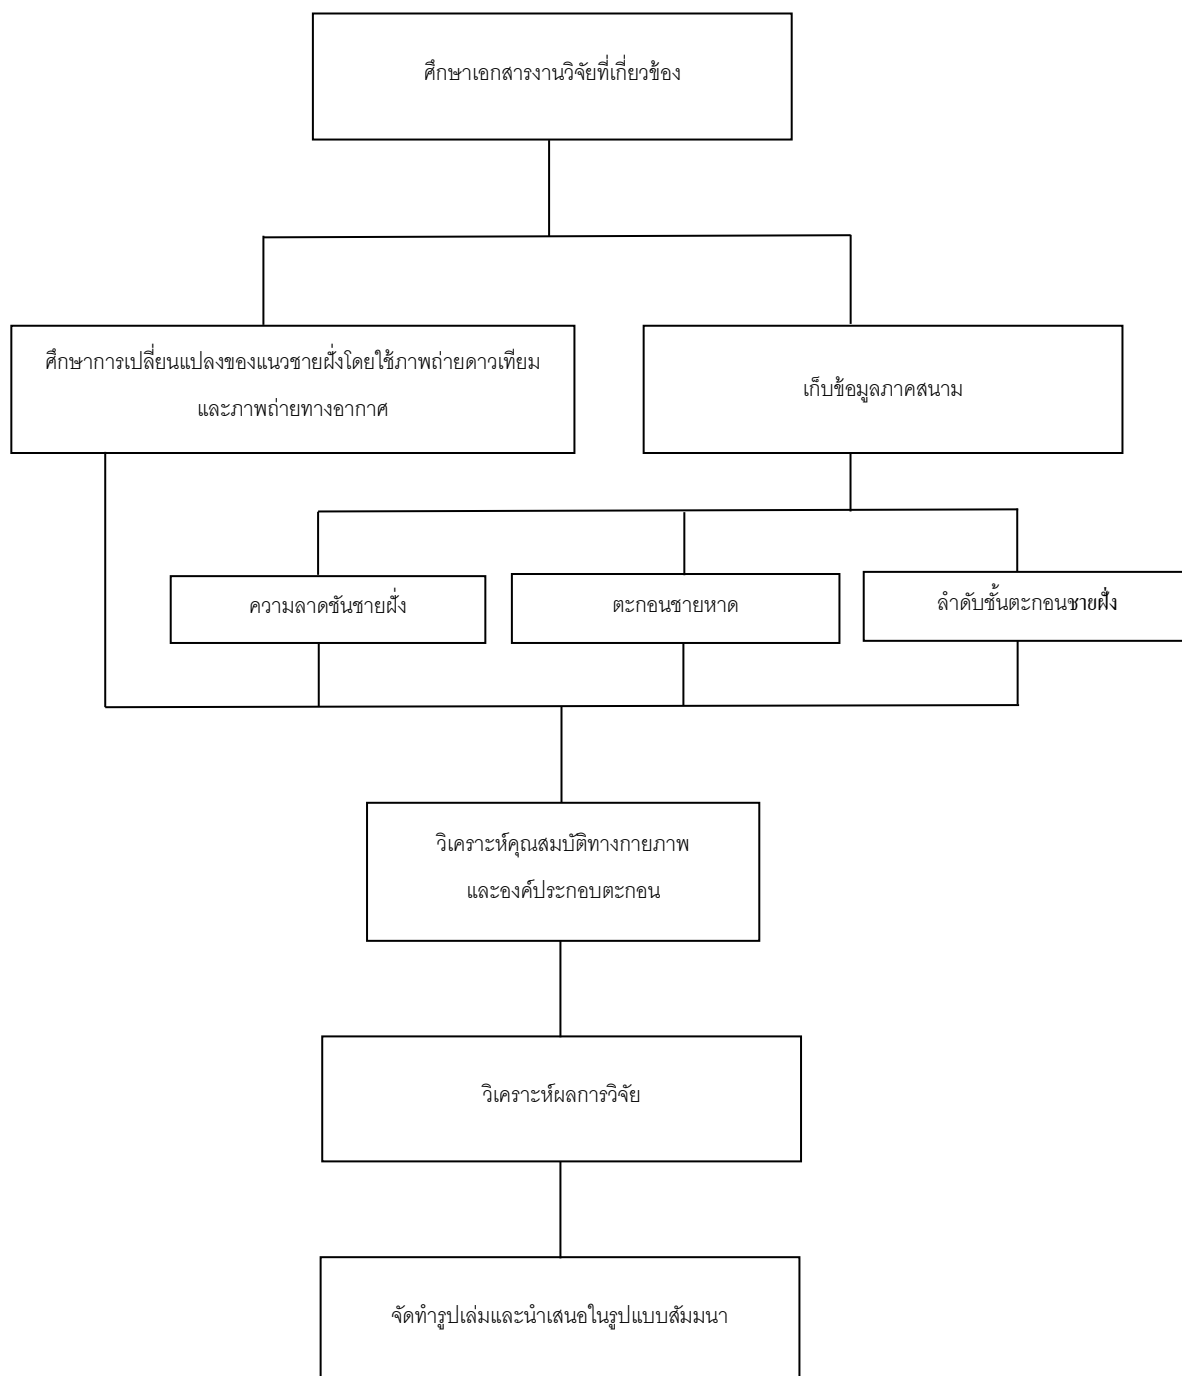 ศึกษาเอกสารงานวิจัยที่เกี่ยวข้อง
ศึกษาการเปลี่ยนแปลงของแนวชายฝั่งโดยใช้ภาพถ่ายดาวเทียม
และภาพถ่ายทางอากาศ
เก็บข้อมูลภาคสนาม
ความลาดชันชายฝั่ง
ตะกอนชายหาด
ลำดับชั้นตะกอนชายฝั่ง
วิเคราะห์คุณสมบัติทางกายภาพ
และองค์ประกอบตะกอน
วิเคราะห์ผลการวิจัย
จัดทำรูปเล่มและนำเสนอในรูปแบบสัมมนา